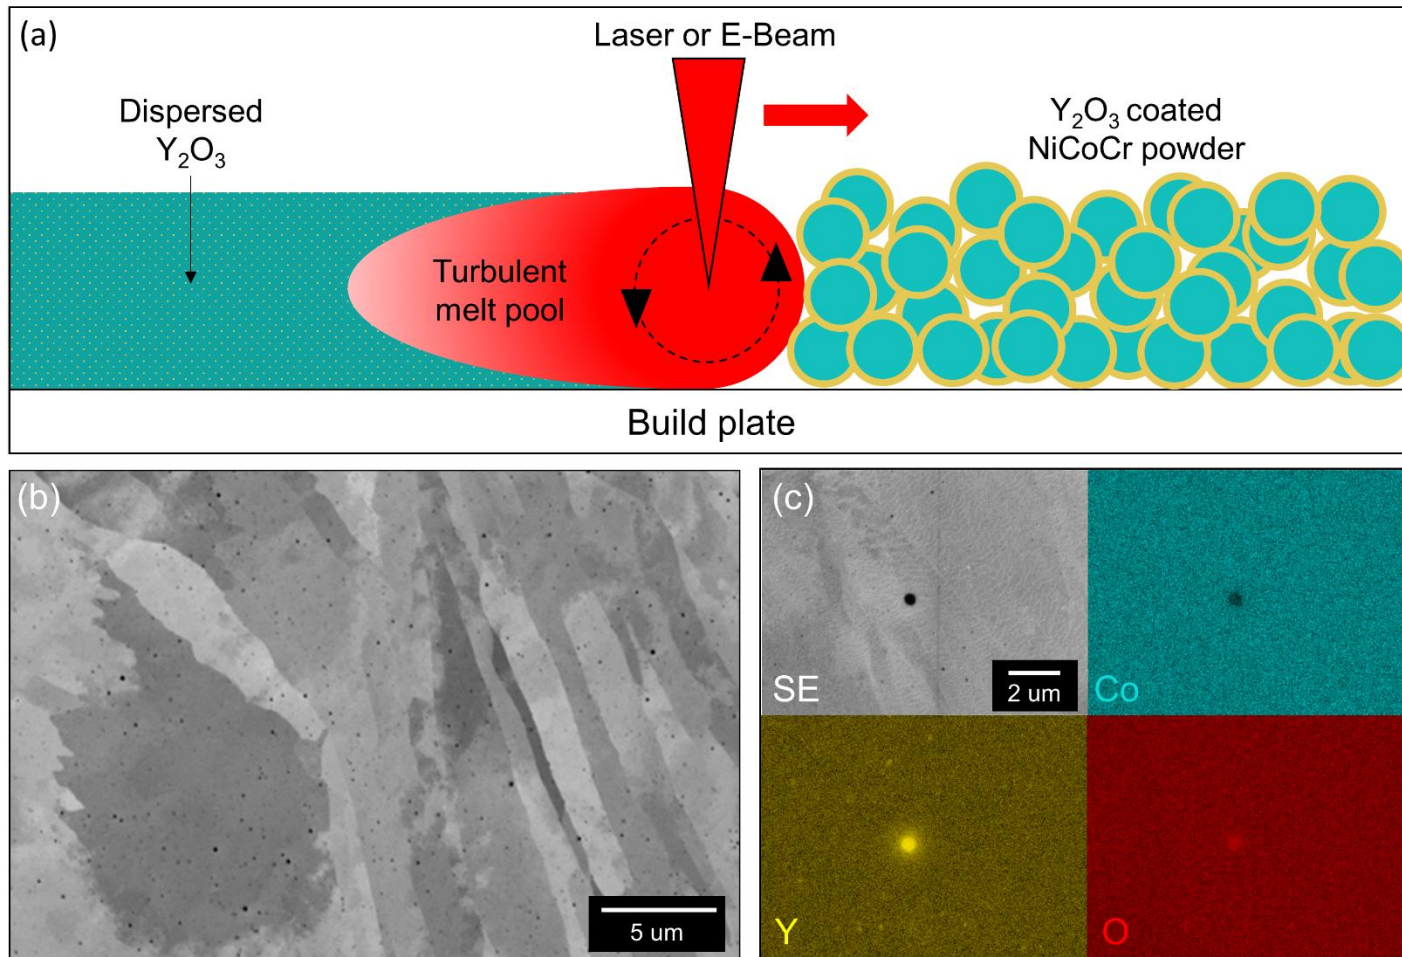 (a)
Laser or E-Beam
Dispersed
Y₂O₃
Y₂O₃ coated
NiCoCr powder
Turbulent
melt pool
Build plate
(b)
5 um
(c)
SE
2 um
Co
Y
O